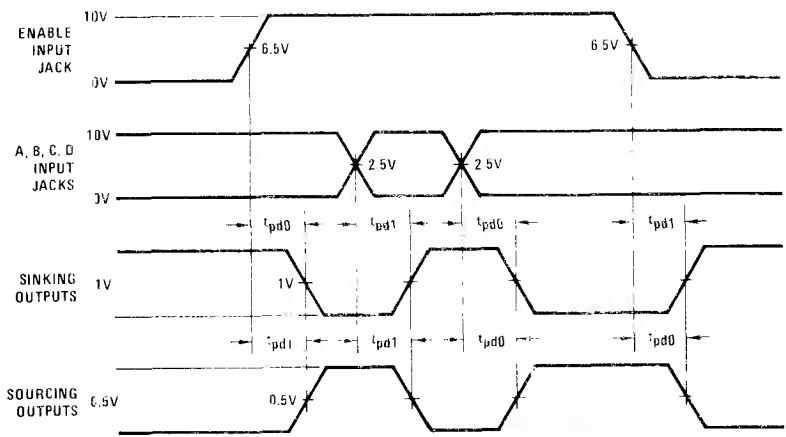 10V
ENABLE
INPUT
JACK
6.5V
6.5V
0V
10V
A, B, C, D
INPUT
JACKS
2.5V
2.5V
0V
tpd0
tpd1
tpd0
tpd1
SINKING
OUTPUTS
1V
1V
tpd1
tpd1
tpd0
tpd0
SOURCING
OUTPUTS
0.5V
0.5V